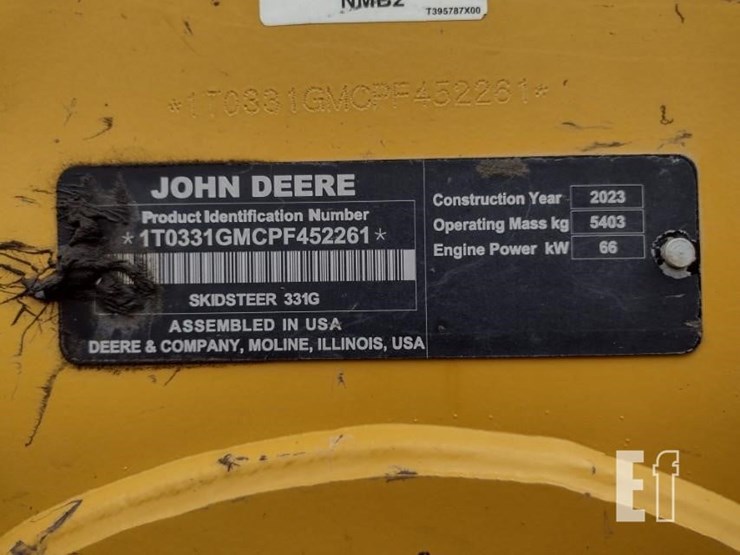 NMB2
T395787X00
*1T0331GMCPF452261*
JOHN DEERE
Product Identification Number
*1T0331GMCPF452261*
SKIDSTEER 331G
ASSEMBLED IN USA
DEERE & COMPANY, MOLINE, ILLINOIS, USA
Construction Year 2023
Operating Mass kg 5403
Engine Power kW 66
Ef